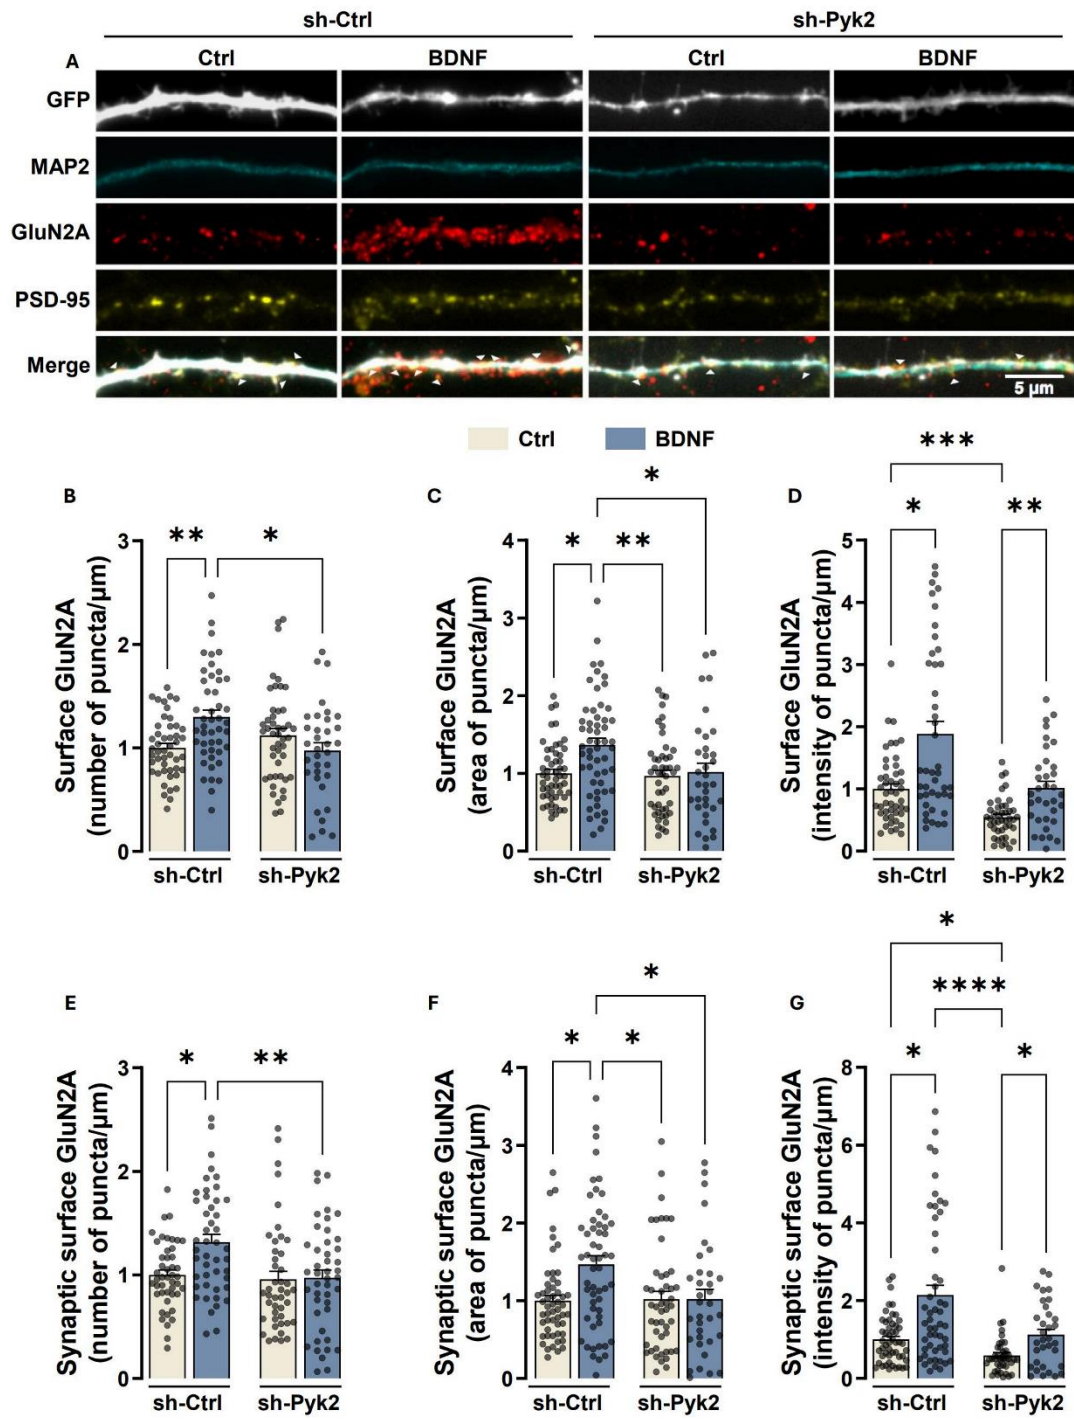 sh-Ctrl sh-Pyk2
A Ctrl BDNF Ctrl BDNF
GFP
MAP2
GluN2A
PSD-95
Merge
5 µm
Ctrl BDNF
B
Surface GluN2A
(number of puncta/µm)
3
2
1
0
** *
sh-Ctrl sh-Pyk2
C
Surface GluN2A
(area of puncta/µm)
4
3
2
1
0
*
* **
sh-Ctrl sh-Pyk2
D
Surface GluN2A
(intensity of puncta/µm)
5
4
3
2
1
0
***
* **
sh-Ctrl sh-Pyk2
E
Synaptic surface GluN2A
(number of puncta/µm)
3
2
1
0
* **
sh-Ctrl sh-Pyk2
F
Synaptic surface GluN2A
(area of puncta/µm)
4
3
2
1
0
*
* *
sh-Ctrl sh-Pyk2
G
Synaptic surface GluN2A
(intensity of puncta/µm)
8
6
4
2
0
*
****
* *
sh-Ctrl sh-Pyk2